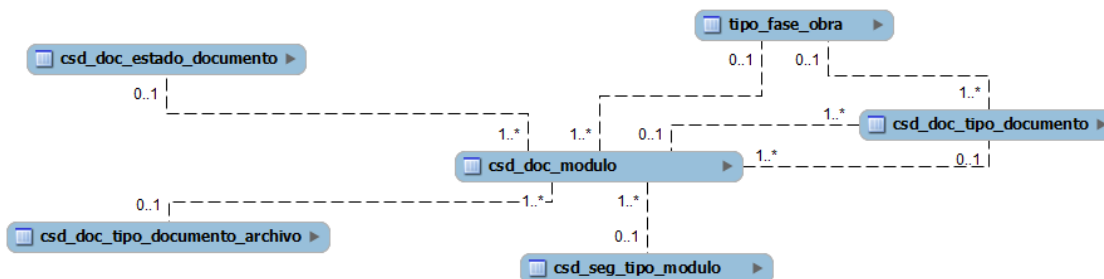 tipo_fase_obra
csd_doc_estado_documento
0..1
0..1
0..1
1..*
1..*
csd_doc_tipo_documento
1..*
1..*
0..1
1..*
0..1
csd_doc_modulo
0..1
1..*
1..*
csd_doc_tipo_documento_archivo
0..1
csd_seg_tipo_modulo